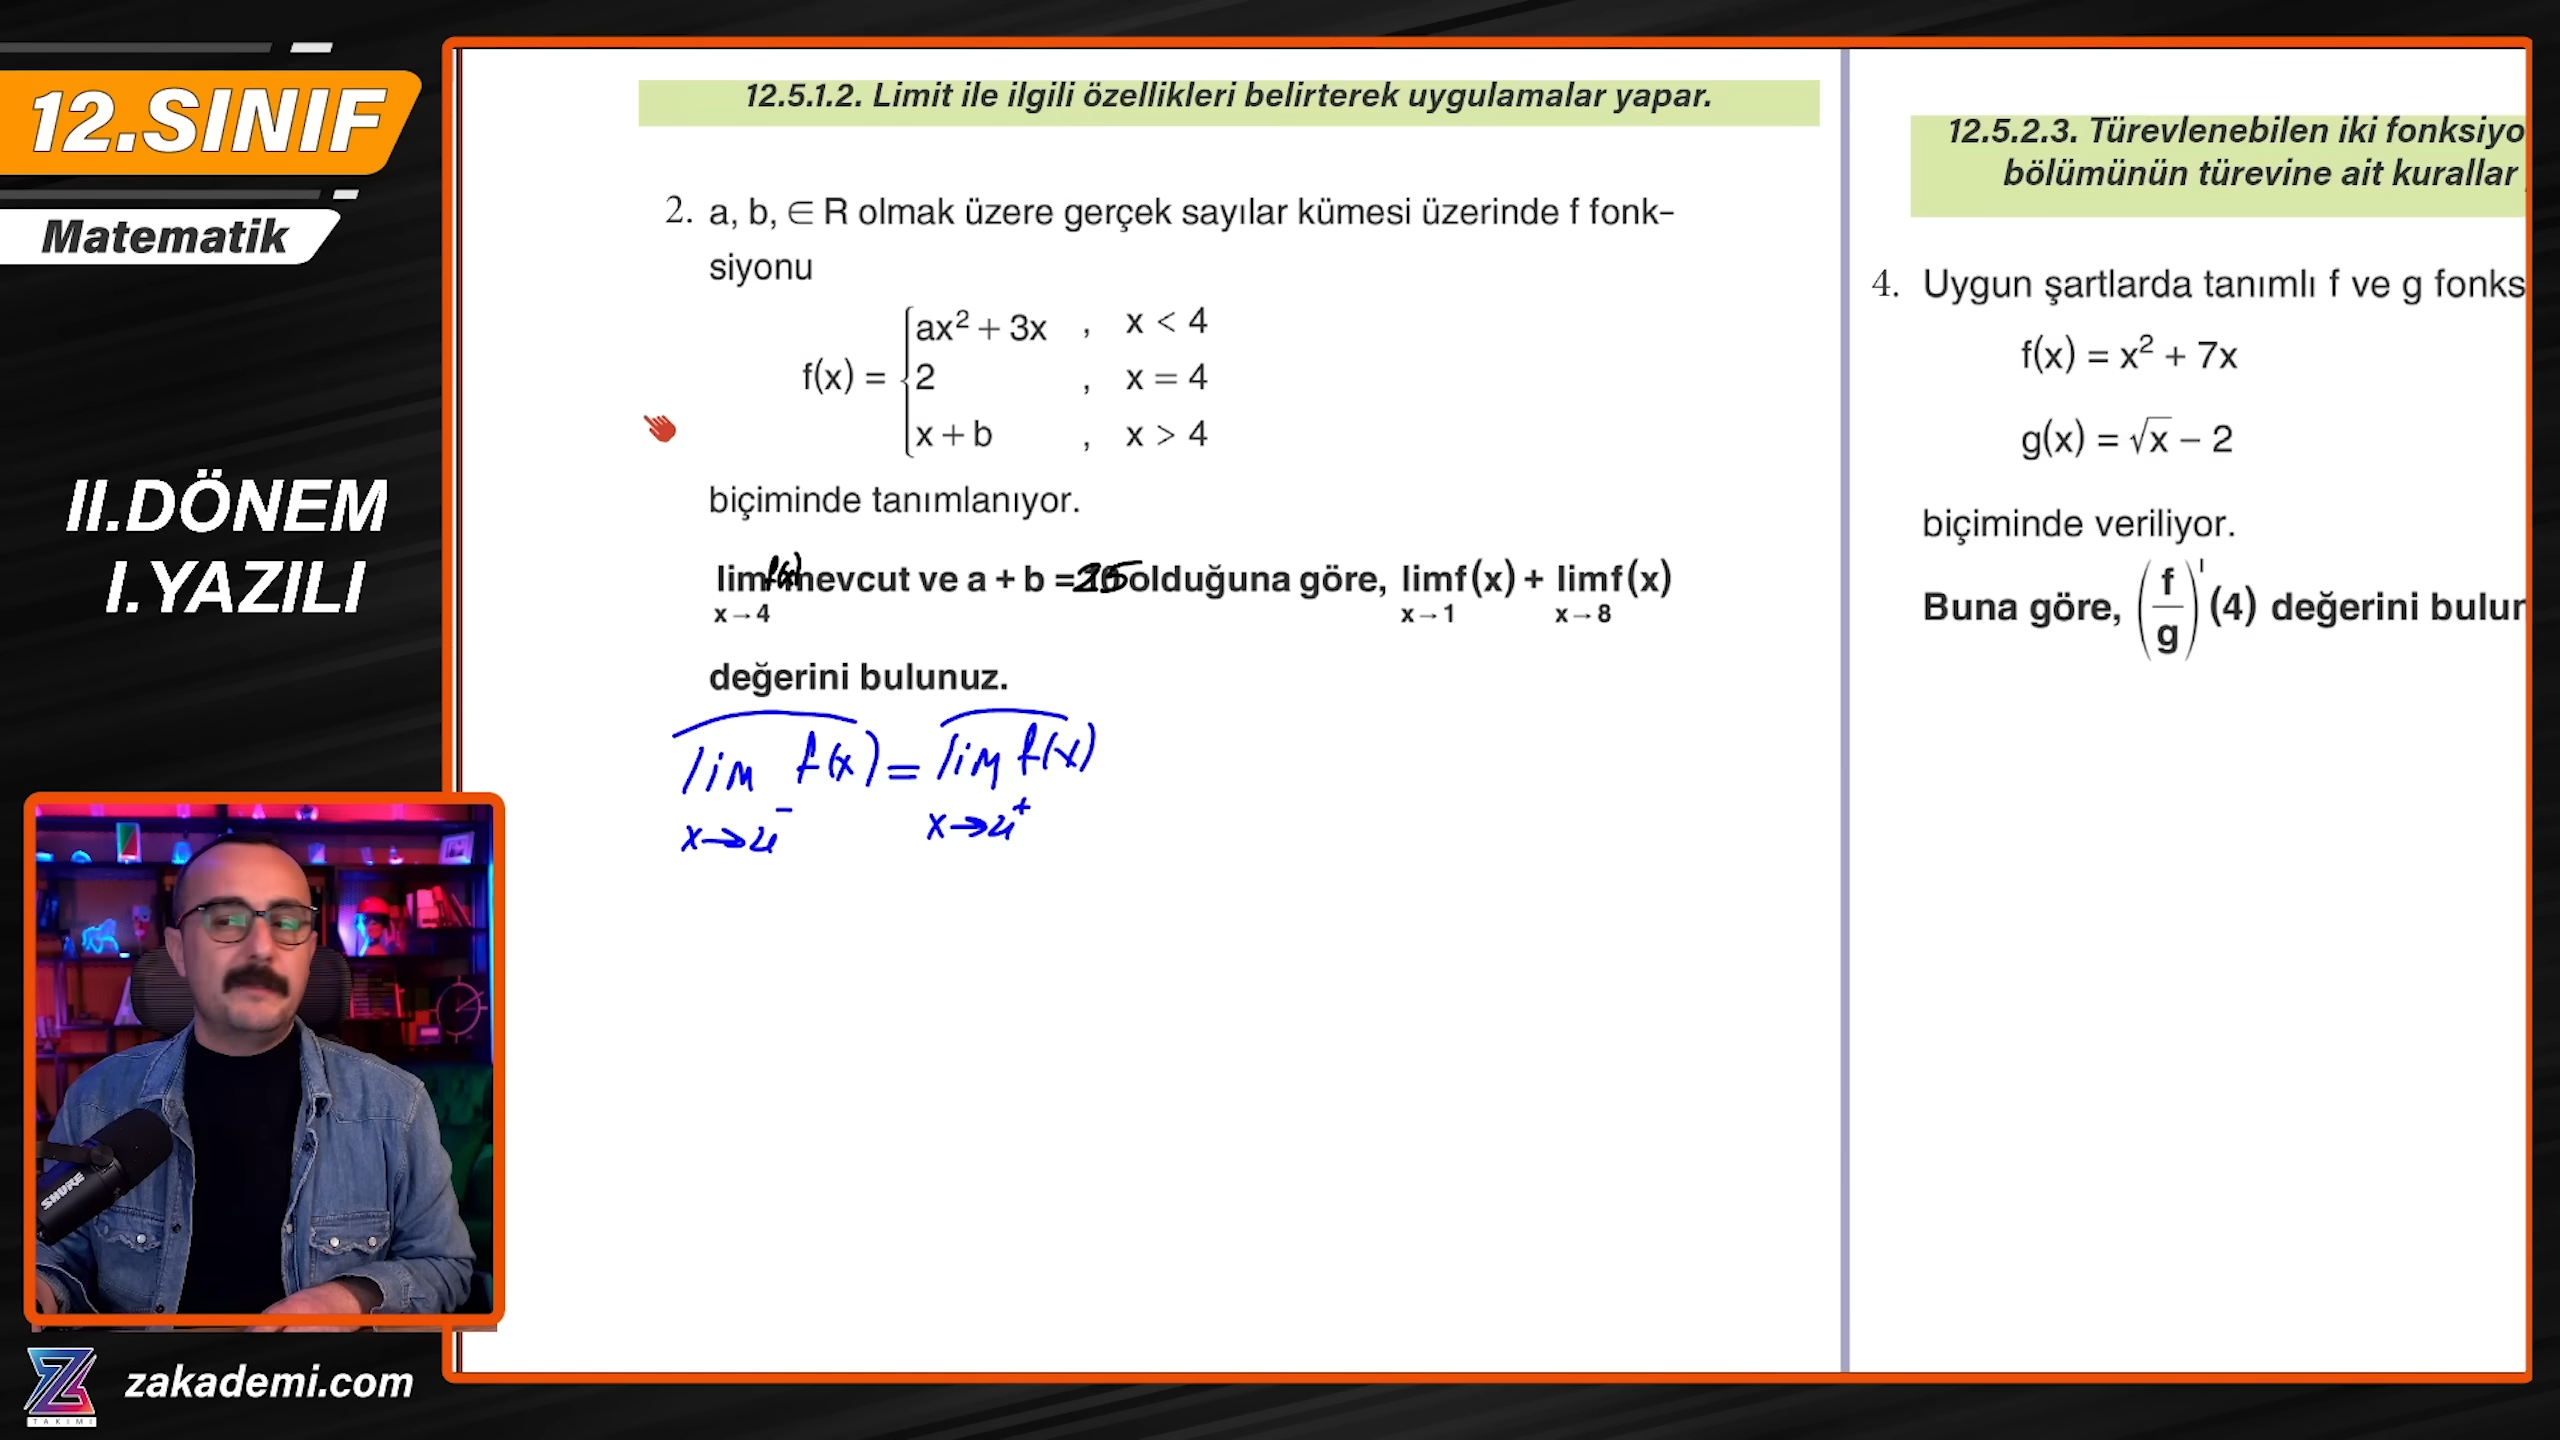 12.SINIF
Matematik
II.DÖNEM
I.YAZILI
12.5.1.2. Limit ile ilgili özellikleri belirterek uygulamalar yapar.
2. a, b, ∈ R olmak üzere gerçek sayılar kümesi üzerinde f fonk-
siyonu
f(x) = { ax² + 3x , x < 4
2 , x = 4
x + b , x > 4
biçiminde tanımlanıyor.
lim f(x) mevcut ve a + b = 25 olduğuna göre, lim f(x) + lim f(x)
x→4 x→1 x→8
değerini bulunuz.
lim f(x) = lim f(x)
x→4⁻ x→4⁺
12.5.2.3. Türevlenebilen iki fonksiyo
bölümünün türevine ait kurallar
4. Uygun şartlarda tanımlı f ve g fonks
f(x) = x² + 7x
g(x) = √x – 2
biçiminde veriliyor.
Buna göre, (f/g)'(4) değerini bulun
SHURE
Z
TAKIMI
zakademi.com